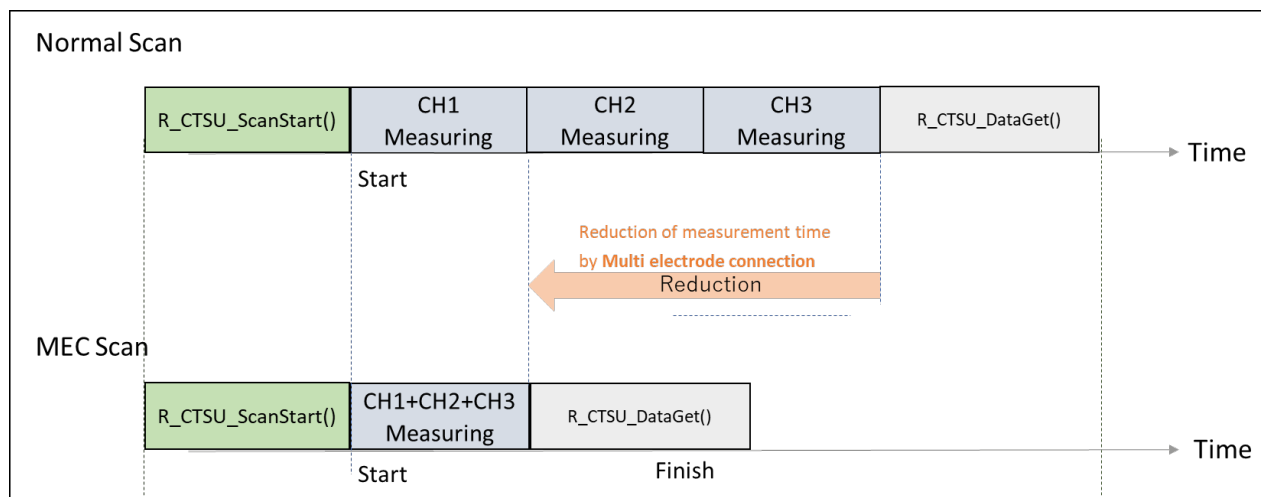 Normal Scan
R_CTSU_ScanStart()
CH1
Measuring
CH2
Measuring
CH3
Measuring
R_CTSU_DataGet()
Time
Start
Reduction of measurement time
by Multi electrode connection
Reduction
MEC Scan
R_CTSU_ScanStart()
CH1+CH2+CH3
Measuring
R_CTSU_DataGet()
Time
Start
Finish